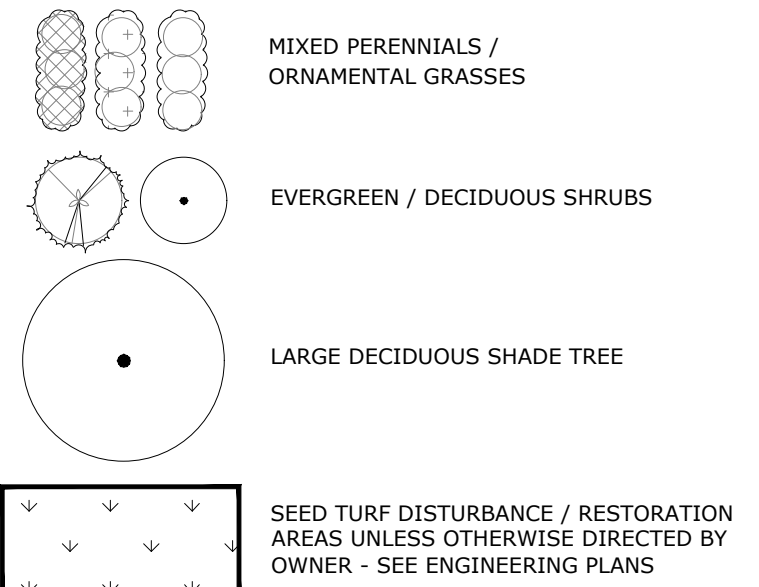 MIXED PERENNIALS /
ORNAMENTAL GRASSES
EVERGREEN / DECIDUOUS SHRUBS
LARGE DECIDUOUS SHADE TREE
SEED TURF DISTURBANCE / RESTORATION
AREAS UNLESS OTHERWISE DIRECTED BY
OWNER - SEE ENGINEERING PLANS